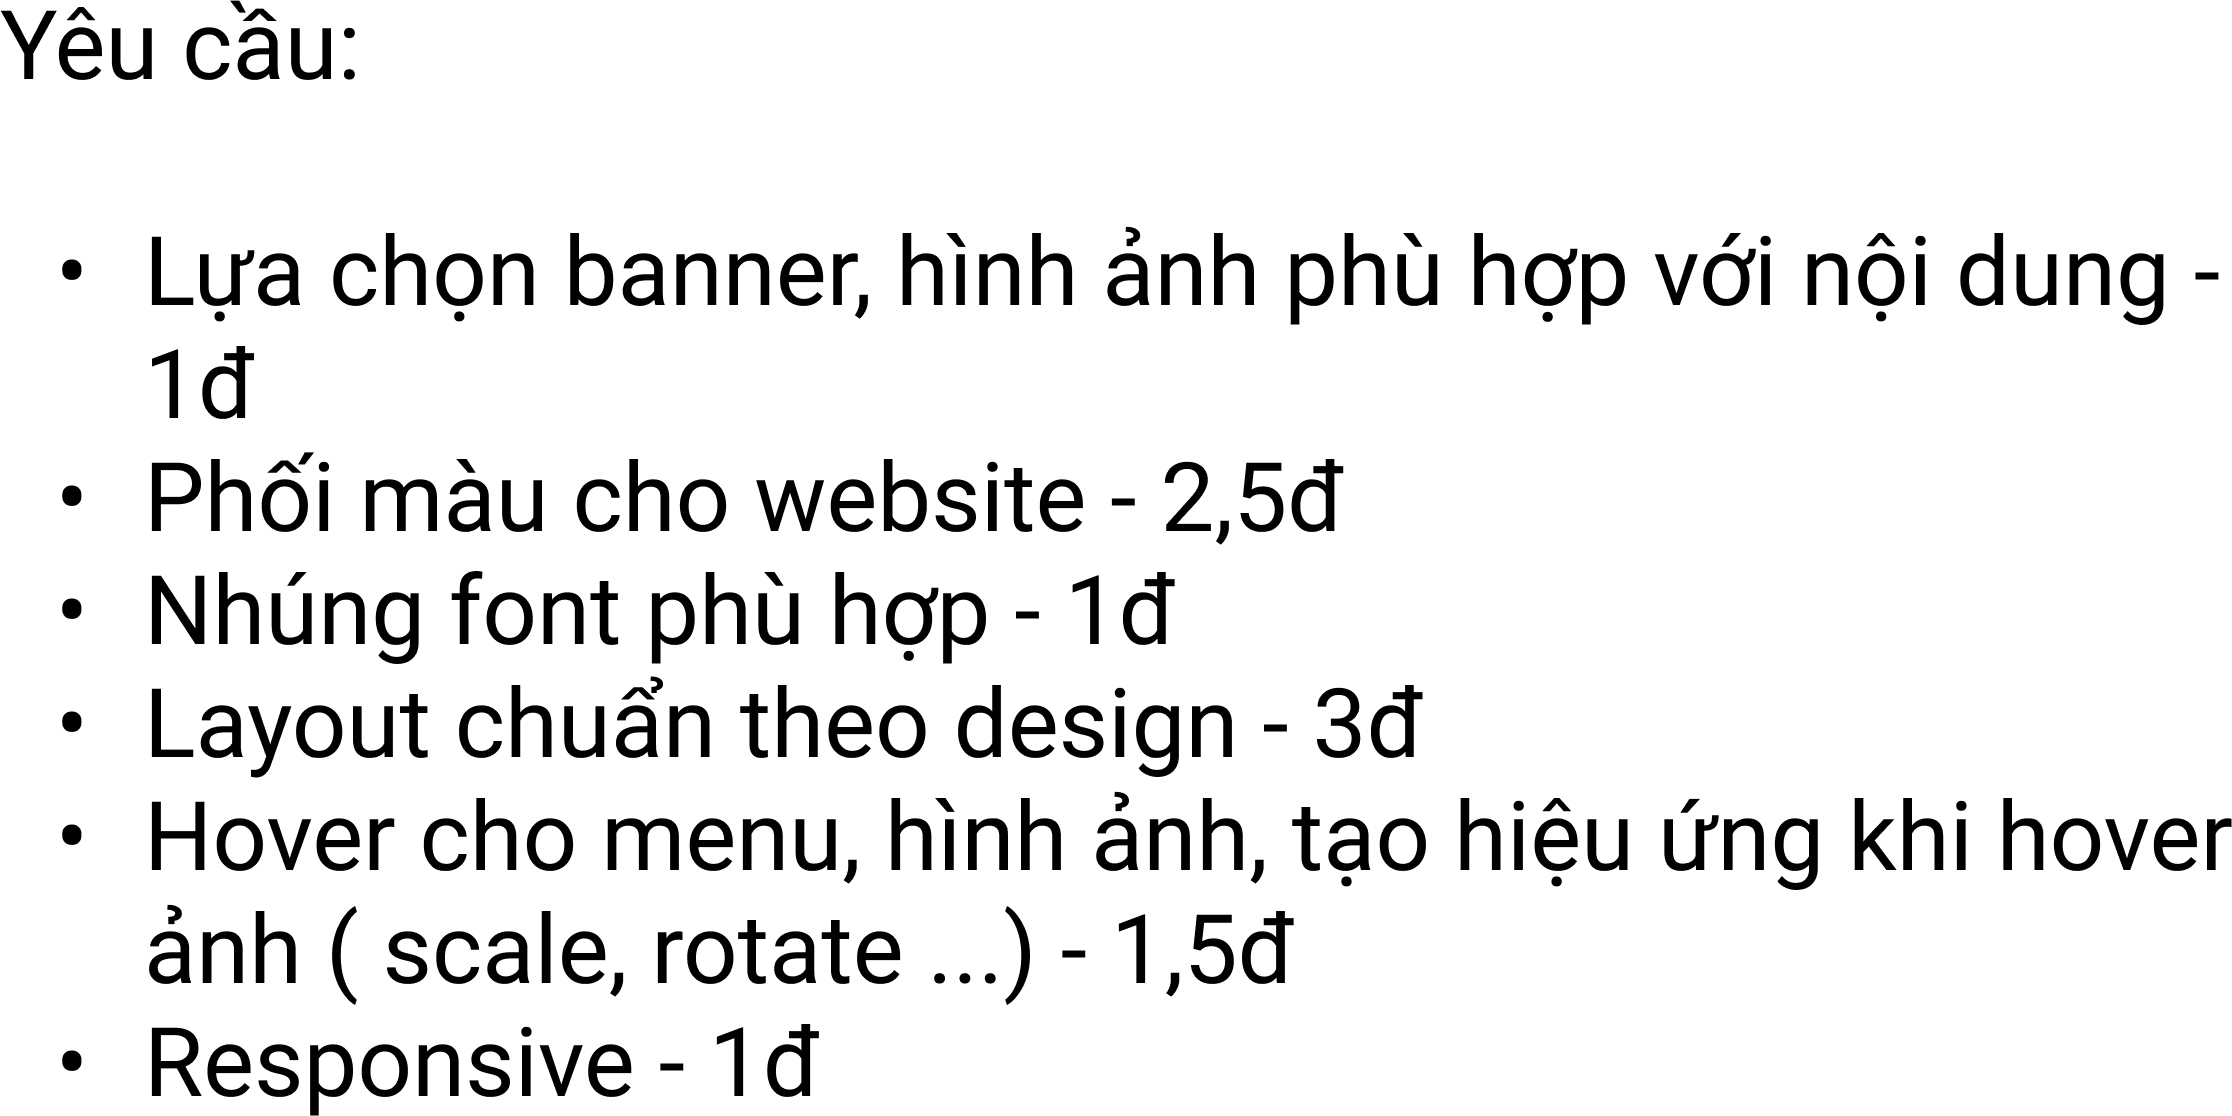 Yêu cầu:
• Lựa chọn banner, hình ảnh phù hợp với nội dung -
1đ
• Phối màu cho website - 2,5đ
• Nhúng font phù hợp - 1đ
• Layout chuẩn theo design - 3đ
• Hover cho menu, hình ảnh, tạo hiệu ứng khi hover
ảnh ( scale, rotate ...) - 1,5đ
• Responsive - 1đ